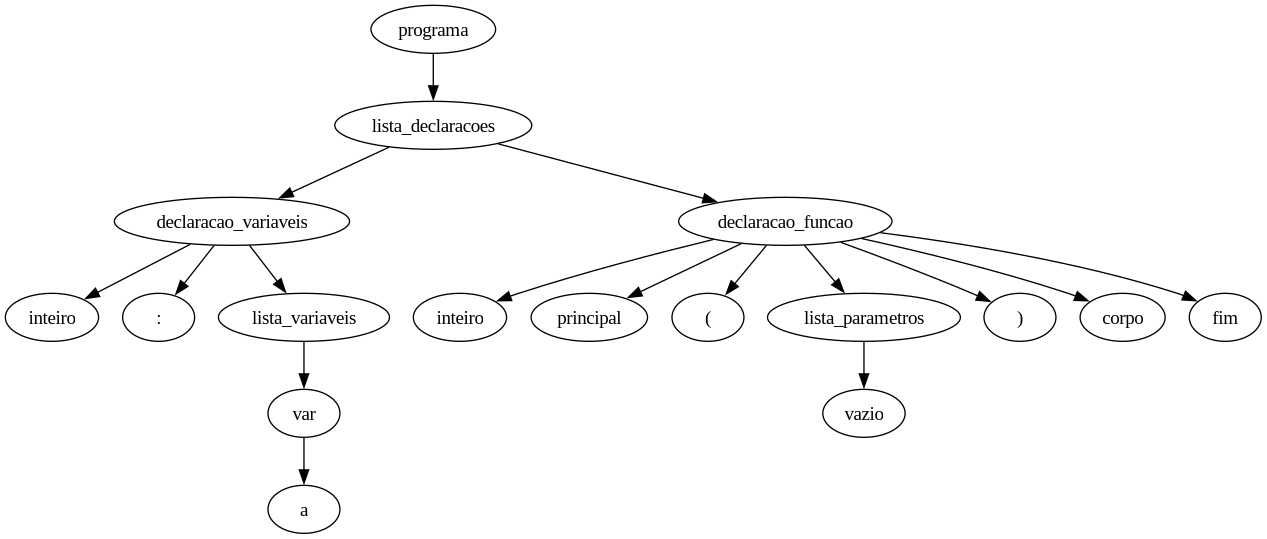 programa
lista_declaracoes
declaracao_variaveis
declaracao_funcao
inteiro
:
lista_variaveis
inteiro
principal
(
lista_parametros
)
corpo
fim
var
vazio
a